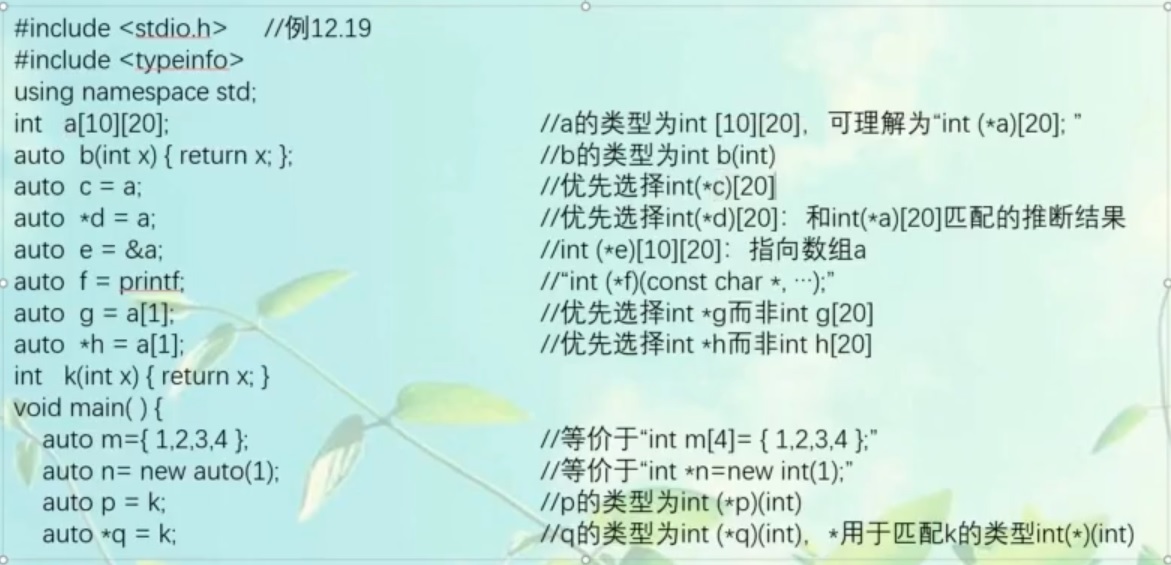 #include <stdio.h> //例12.19
#include <typeinfo>
using namespace std;
int a[10][20]; //a的类型为int [10][20]，可理解为“int (*a)[20]; ”
auto b(int x) { return x; }; //b的类型为int b(int)
auto c = a; //优先选择int(*c)[20]
auto *d = a; //优先选择int(*d)[20]：和int(*a)[20]匹配的推断结果
auto e = &a; //int (*e)[10][20]：指向数组a
auto f = printf; //“int (*f)(const char *, …);”
auto g = a[1]; //优先选择int *g而非int g[20]
auto *h = a[1]; //优先选择int *h而非int h[20]
int k(int x) { return x; }
void main( ) {
auto m={ 1,2,3,4 }; //等价于“int m[4]= { 1,2,3,4 };”
auto n= new auto(1); //等价于“int *n=new int(1);”
auto p = k; //p的类型为int (*p)(int)
auto *q = k; //q的类型为int (*q)(int)，*用于匹配k的类型int(*)(int)